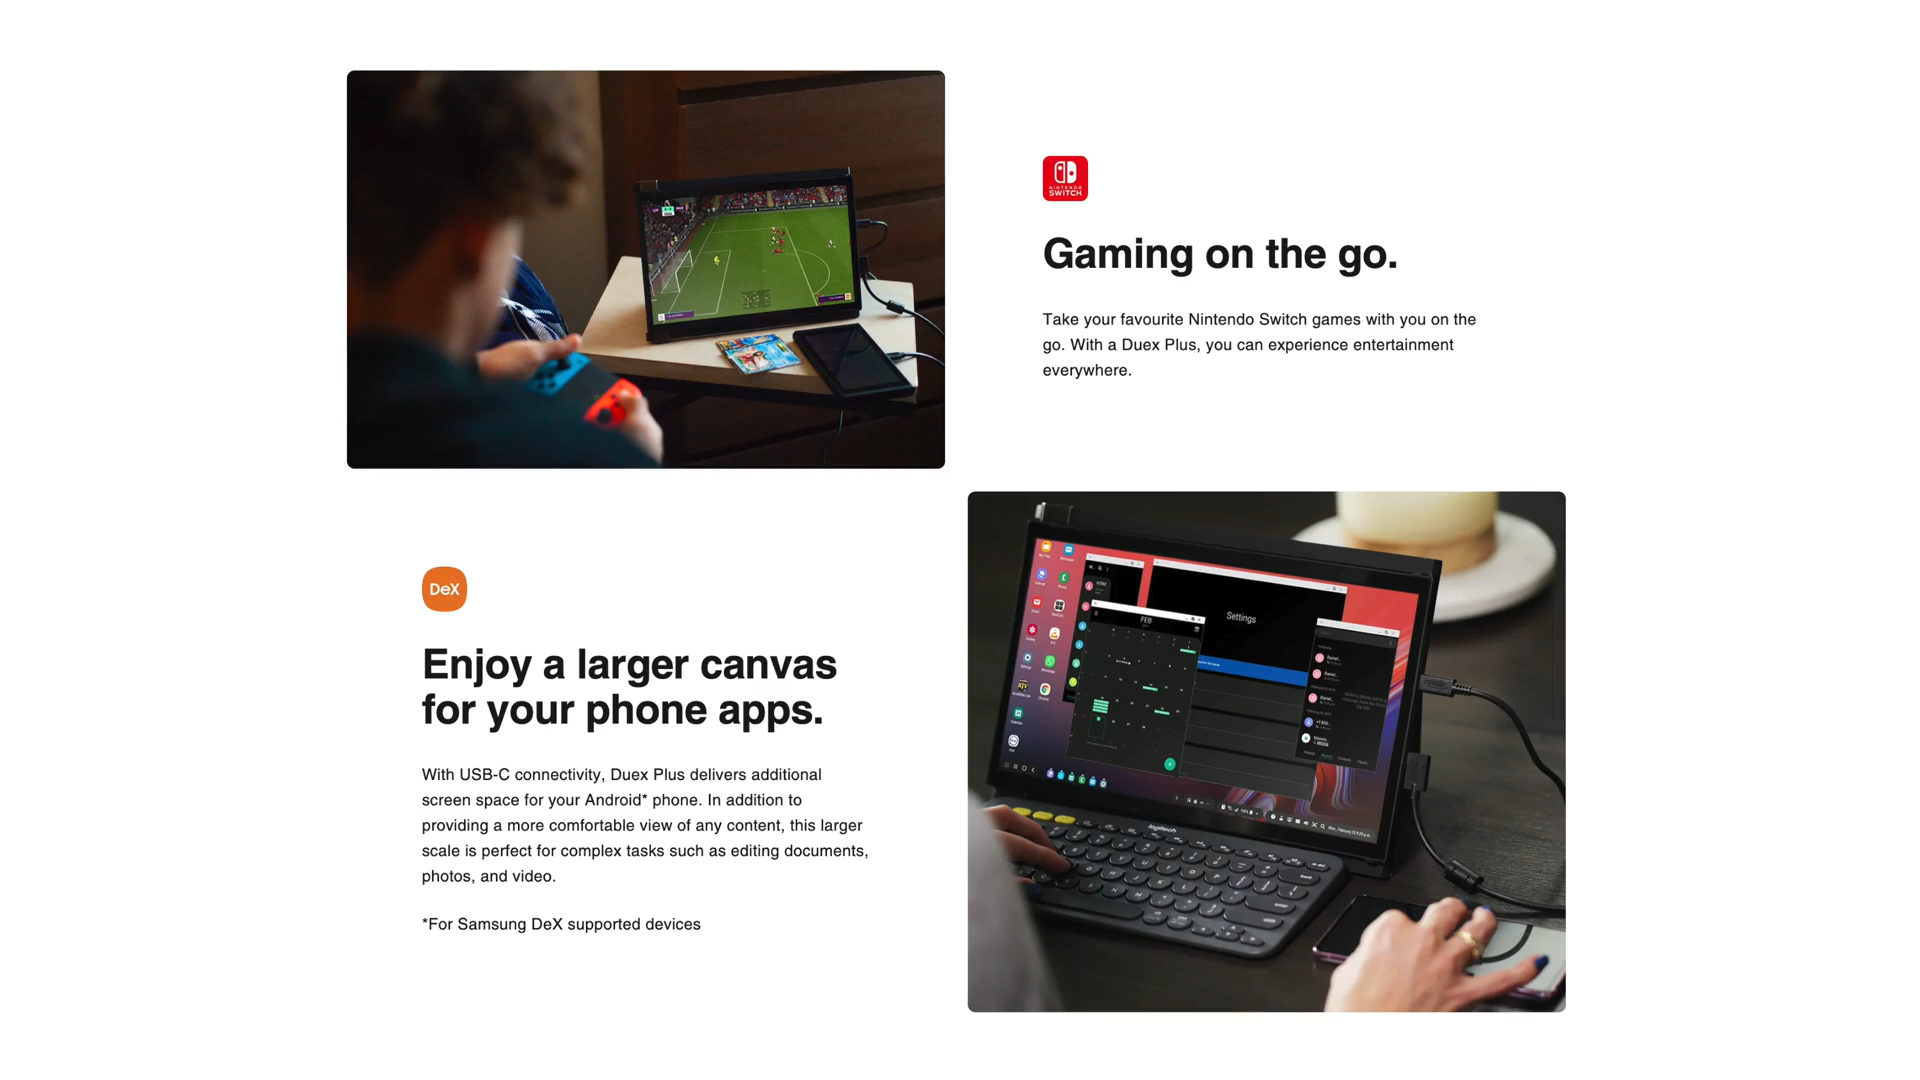 NINTENDO
SWITCH
Gaming on the go.
Take your favourite Nintendo Switch games with you on the
go. With a Duex Plus, you can experience entertainment
everywhere.
DeX
Enjoy a larger canvas
for your phone apps.
With USB-C connectivity, Duex Plus delivers additional
screen space for your Android* phone. In addition to
providing a more comfortable view of any content, this larger
scale is perfect for complex tasks such as editing documents,
photos, and video.
*For Samsung DeX supported devices
FEB
Settings
logitech